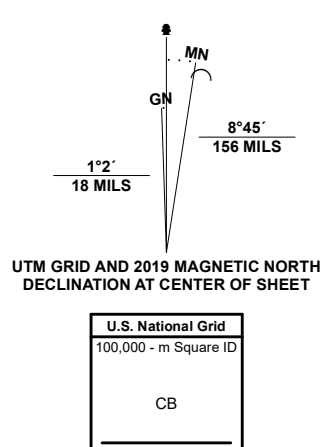 MN
GN
8°45´
156 MILS
1°2´
18 MILS
UTM GRID AND 2019 MAGNETIC NORTH
DECLINATION AT CENTER OF SHEET
U.S. National Grid
100,000 - m Square ID
CB